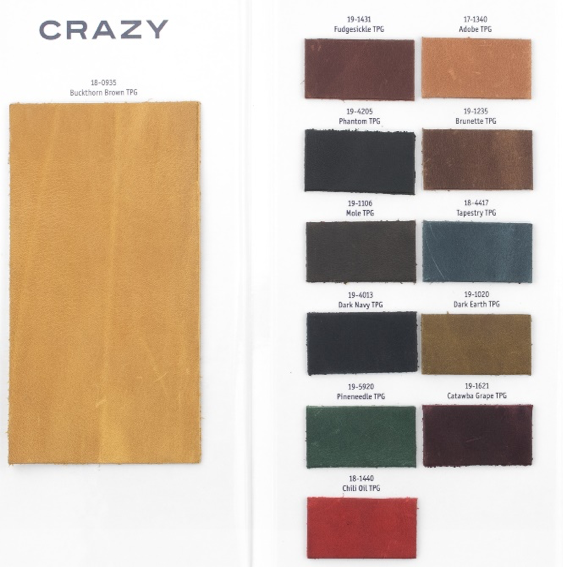 CRAZY
18-0935
Buckthorn Brown TPG
19-1431
Fudgesickle TPG
17-1340
Adobe TPG
19-4205
Phantom TPG
19-1235
Brunette TPG
19-1106
Mole TPG
18-4417
Tapestry TPG
19-4013
Dark Navy TPG
19-1020
Dark Earth TPG
19-5920
Pineneedle TPG
19-1621
Catawba Grape TPG
18-1440
Chili Oil TPG